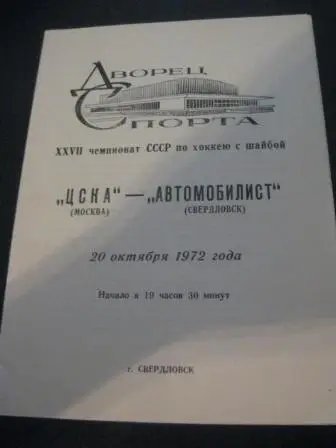 Дворец
Спорта
XXVII чемпионат СССР по хоккею с шайбой
„ЦСКА“ — „АВТОМОБИЛИСТ“
(МОСКВА) (СВЕРДЛОВСК)
20 октября 1972 года
Начало в 19 часов 30 минут
г. СВЕРДЛОВСК